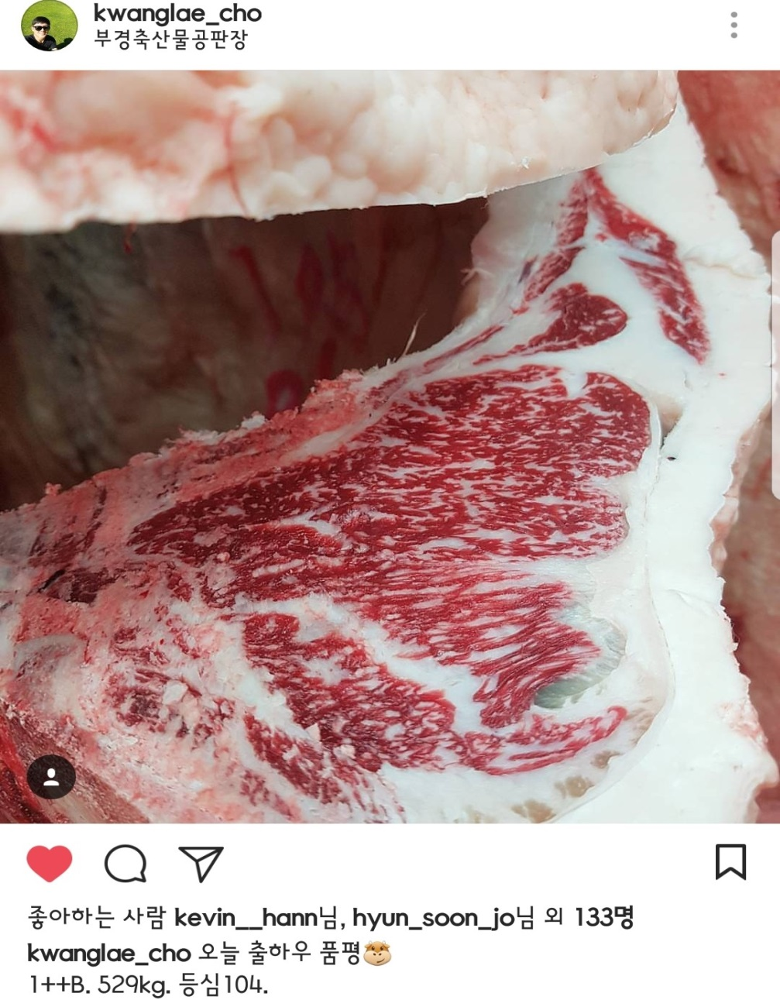 kwanglae_cho
부경축산물공판장
좋아하는 사람 kevin__hann님, hyun_soon_jo님 외 133명
kwanglae_cho 오늘 출하우 품평
1++B. 529kg. 등심104.